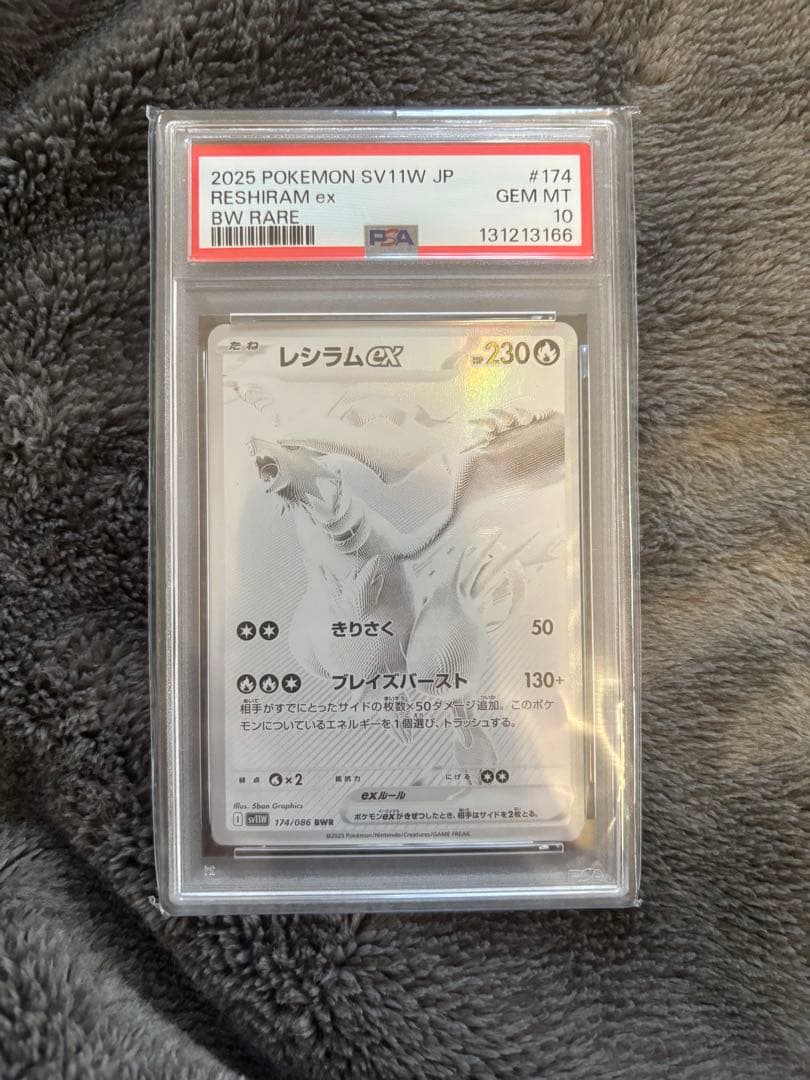 2025 POKEMON SV11W JP #174
RESHIRAM ex GEM MT
BW RARE 10
PSA 131213166
たね レシラムex HP230
きりさく 50
ブレイズバースト 130+
相手がすでにとったサイドの枚数×50ダメージ追加。このポケ
モンについているエネルギーを1個選び、トラッシュする。
弱点 ×2 抵抗力 にげる
exルール
Illus. 5ban Graphics
ポケモンexがきぜつしたとき、相手はサイドを2枚とる。
I sv11W 174/086 BWR
©2025 Pokémon/Nintendo/Creatures/GAME FREAK.
PSA